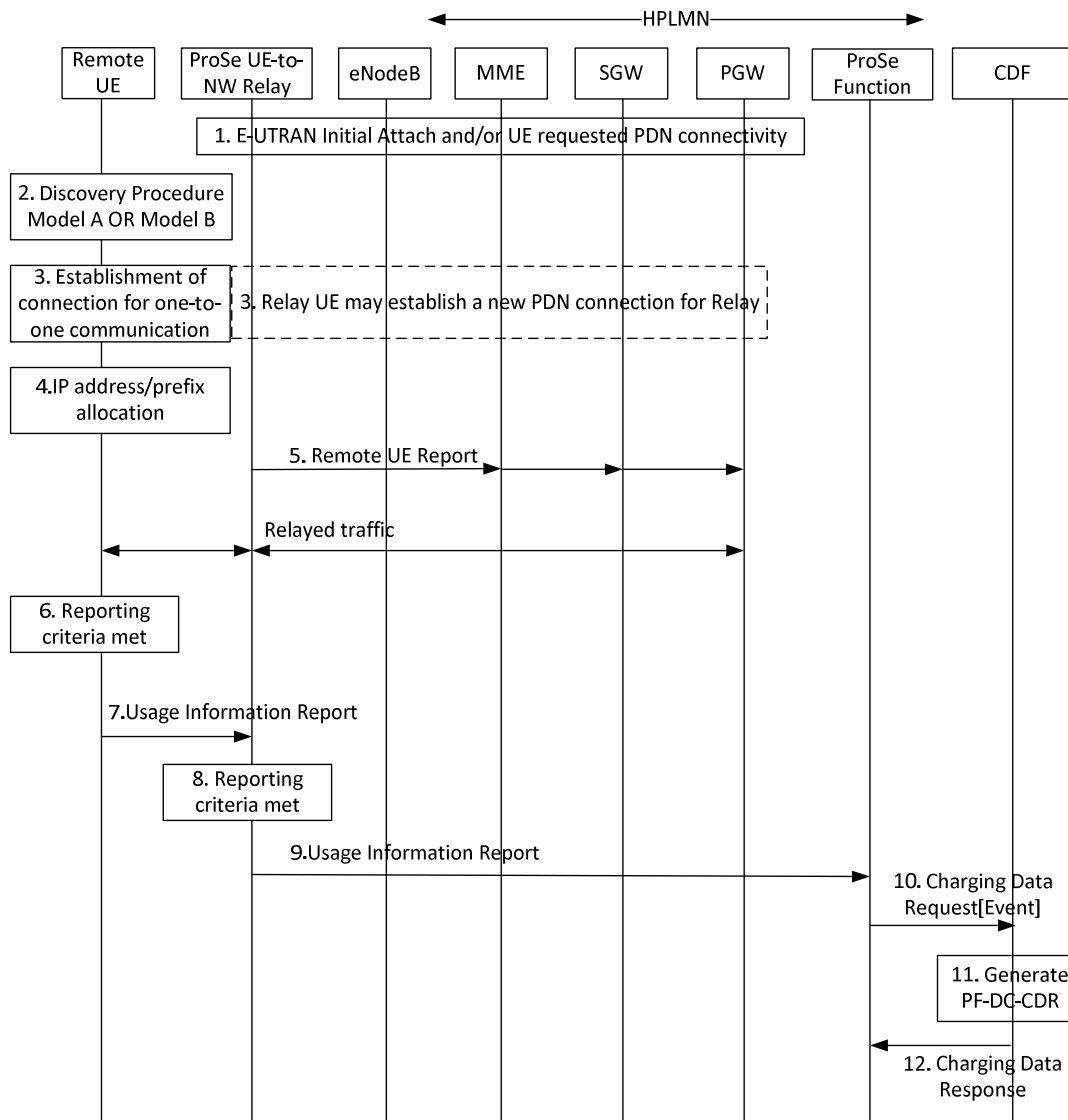 HPLMN
Remote
UE
ProSe UE-to-
NW Relay
eNodeB
MME
SGW
PGW
ProSe
Function
CDF
1. E-UTRAN Initial Attach and/or UE requested PDN connectivity
2. Discovery Procedure
Model A OR Model B
3. Establishment of
connection for one-to-
one communication
3. Relay UE may establish a new PDN connection for Relay
4.IP address/prefix
allocation
5. Remote UE Report
Relayed traffic
6. Reporting
criteria met
7.Usage Information Report
8. Reporting
criteria met
9.Usage Information Report
10. Charging Data
Request[Event]
11. Generate
PF-DC-CDR
12. Charging Data
Response